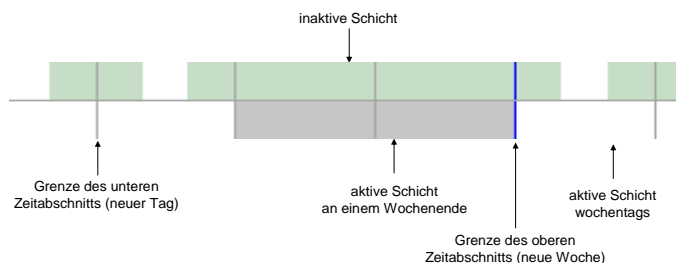 inaktive Schicht
Grenze des unteren
Zeitabschnitts (neuer Tag)
aktive Schicht
an einem Wochenende
aktive Schicht
wochentags
Grenze des oberen
Zeitabschnitts (neue Woche)